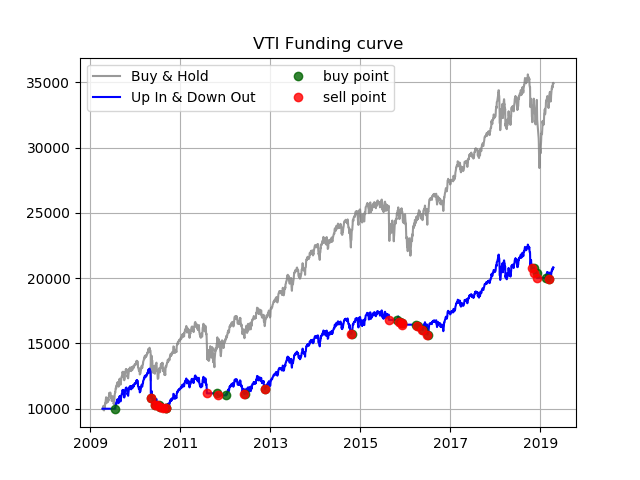 VTI Funding curve
Buy & Hold
Up In & Down Out
buy point
sell point
35000
30000
25000
20000
15000
10000
2009 2011 2013 2015 2017 2019